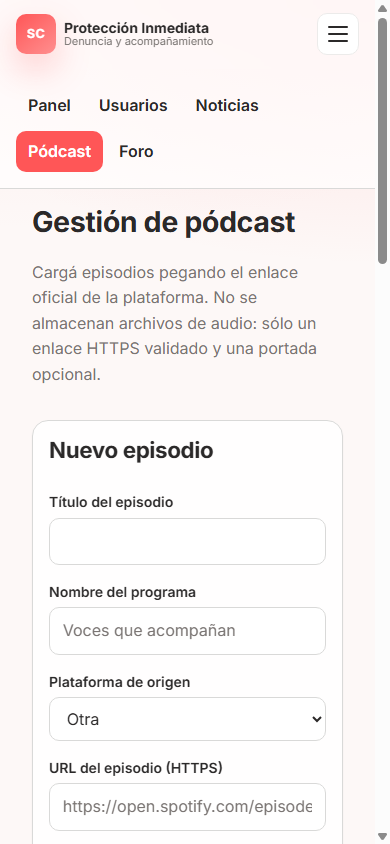 SC
Protección Inmediata
Denuncia y acompañamiento
Panel Usuarios Noticias
Pódcast Foro
Gestión de pódcast
Cargá episodios pegando el enlace
oficial de la plataforma. No se
almacenan archivos de audio: sólo un
enlace HTTPS validado y una portada
opcional.
Nuevo episodio
Título del episodio
Nombre del programa
Voces que acompañan
Plataforma de origen
Otra
URL del episodio (HTTPS)
https://open.spotify.com/episode